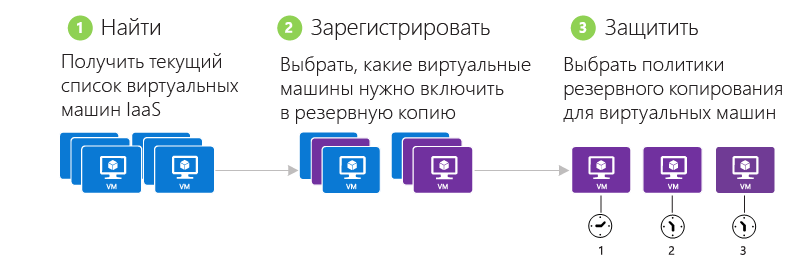 1 Найти
Получить текущий
список виртуальных
машин IaaS
2 Зарегистрировать
Выбрать, какие виртуальные
машины нужно включить
в резервную копию
3 Защитить
Выбрать политики
резервного копирования
для виртуальных машин
VM VM VM VM VM VM VM
1 2 3